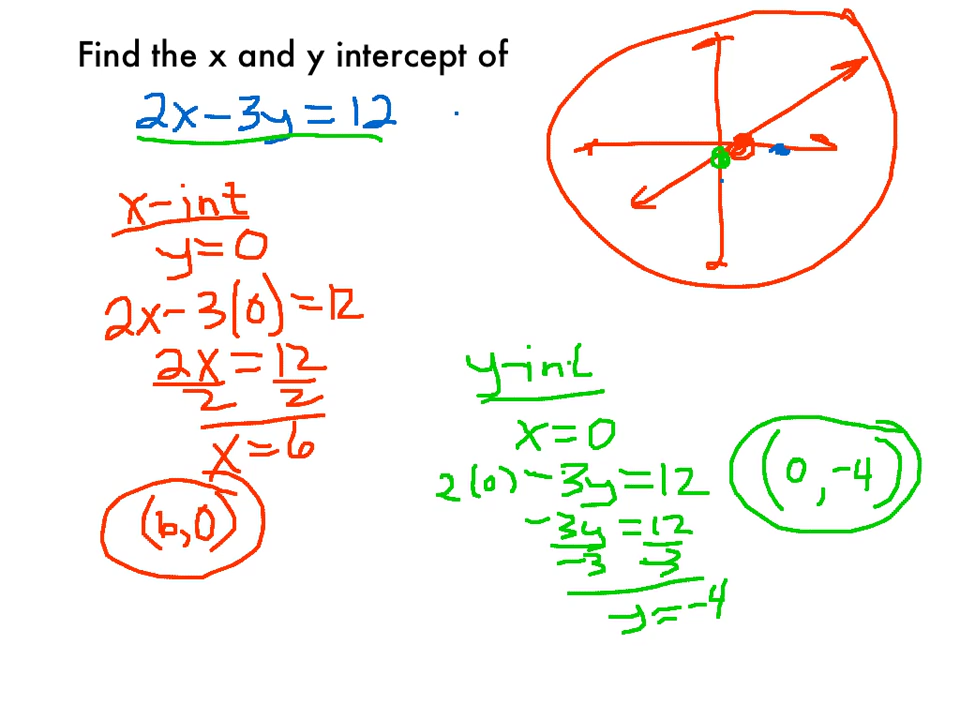 Find the x and y intercept of
2x-3y=12
x-int
y=0
2x-3(0)=12
2x=12
2 2
x=6
(6,0)
y-int
x=0
2(0)-3y=12
-3y=12
-3 -3
y=-4
(0,-4)